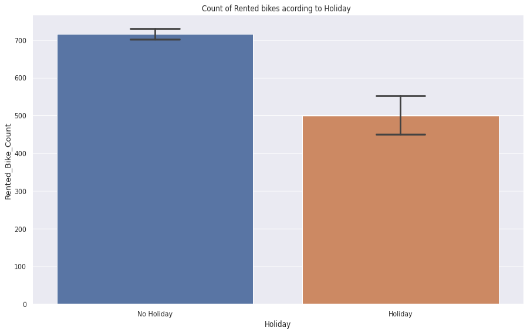 Count of Rented bikes acording to Holiday
700
600
500
400
300
200
100
0
Rented_Bike_Count
No Holiday
Holiday
Holiday